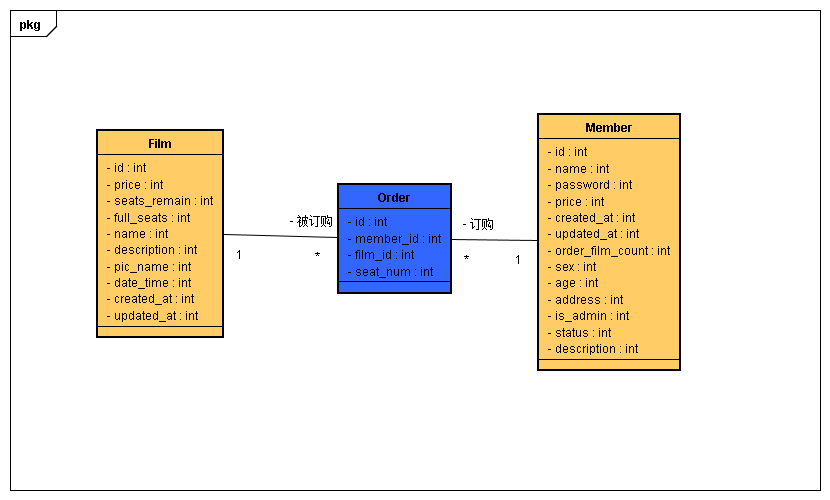 pkg
Film
- id : int
- price : int
- seats_remain : int
- full_seats : int
- name : int
- description : int
- pic_name : int
- date_time : int
- created_at : int
- updated_at : int
- 被订购
1
*
Order
- id : int
- member_id : int
- film_id : int
- seat_num : int
- 订购
*
1
Member
- id : int
- name : int
- password : int
- price : int
- created_at : int
- updated_at : int
- order_film_count : int
- sex : int
- age : int
- address : int
- is_admin : int
- status : int
- description : int